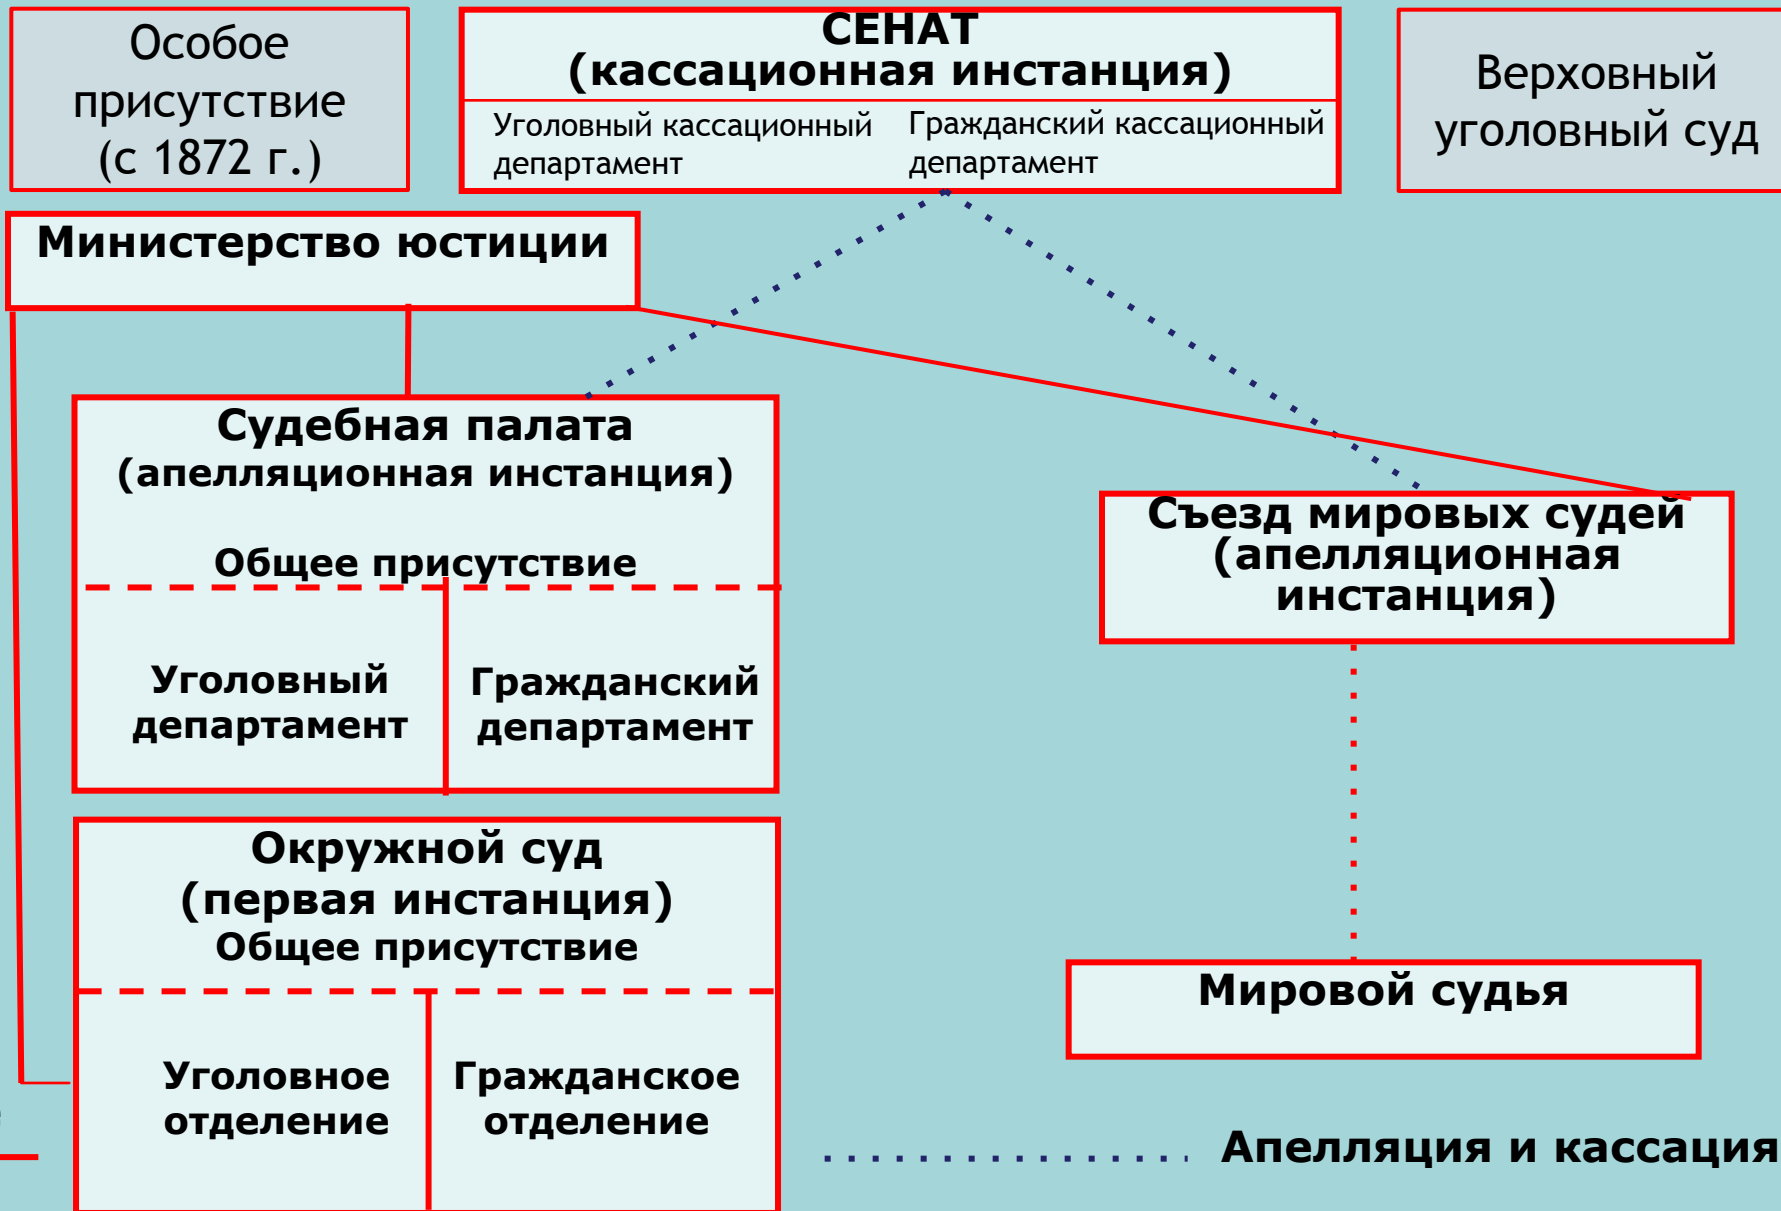 Особое
присутствие
(с 1872 г.)
СЕНАТ
(кассационная инстанция)
Уголовный кассационный
департамент
Гражданский кассационный
департамент
Верховный
уголовный суд
Министерство юстиции
Судебная палата
(апелляционная инстанция)
Общее присутствие
Уголовный
департамент
Гражданский
департамент
Съезд мировых судей
(апелляционная
инстанция)
Окружной суд
(первая инстанция)
Общее присутствие
Уголовное
отделение
Гражданское
отделение
Мировой судья
Апелляция и кассация